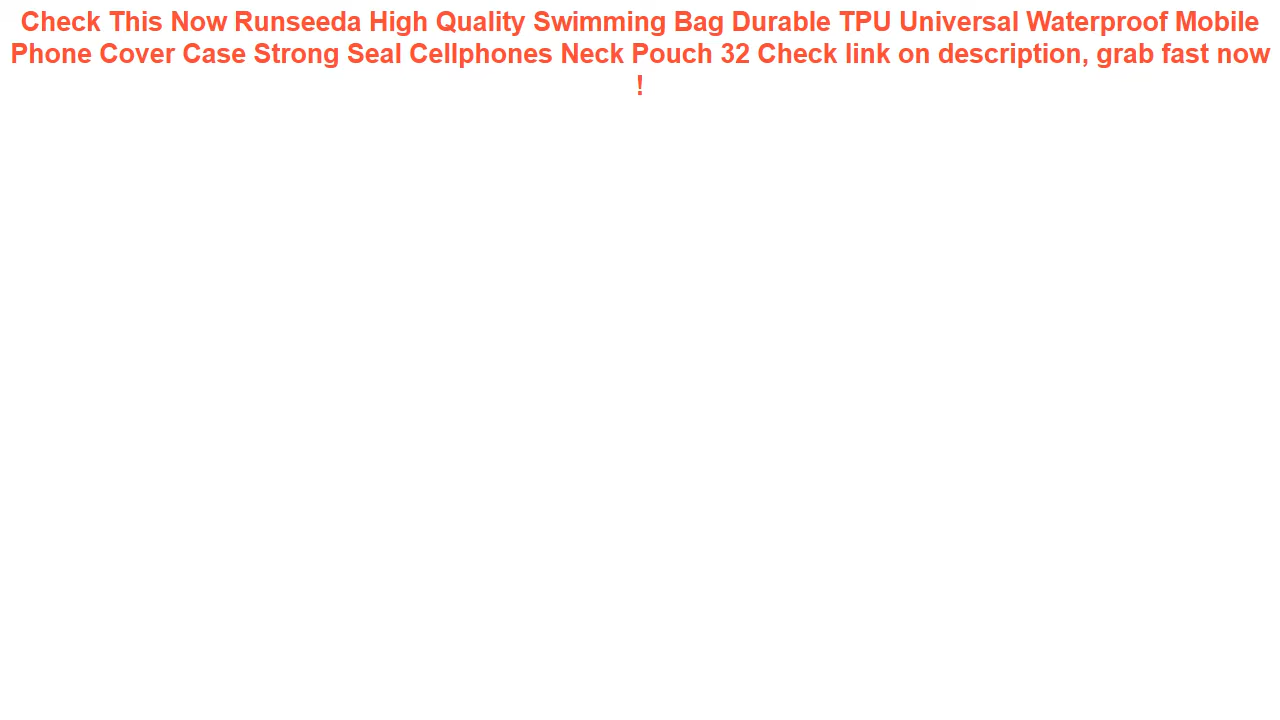 Check This Now Runseeda High Quality Swimming Bag Durable TPU Universal Waterproof Mobile
Phone Cover Case Strong Seal Cellphones Neck Pouch 32 Check link on description, grab fast now
!